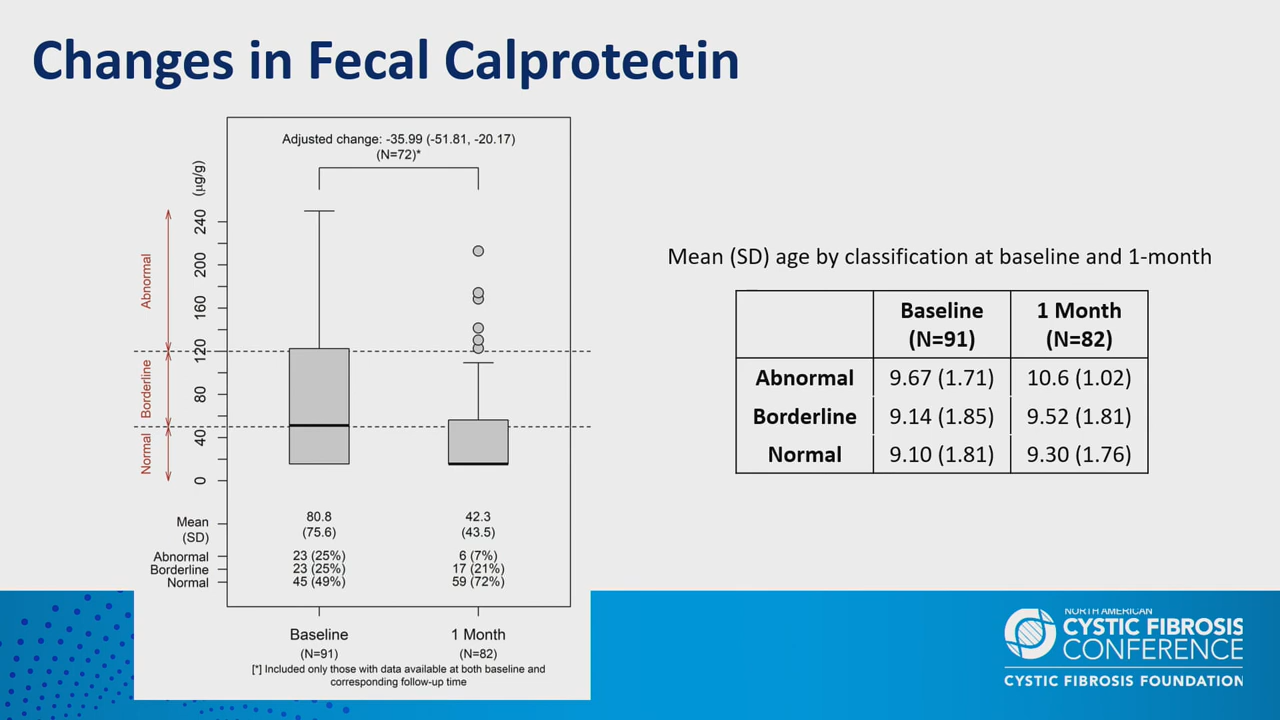 Changes in Fecal Calprotectin
Adjusted change: -35.99 (-51.81, -20.17)
(N=72)*
(µg/g)
240
200
160
120
80
40
0
Abnormal
Borderline
Normal
Mean
(SD)
80.8
(75.6)
42.3
(43.5)
Abnormal 23 (25%) 6 (7%)
Borderline 23 (25%) 17 (21%)
Normal 45 (49%) 59 (72%)
Baseline
(N=91)
1 Month
(N=82)
[*] Included only those with data available at both baseline and
corresponding follow-up time
Mean (SD) age by classification at baseline and 1-month
Baseline
(N=91)
1 Month
(N=82)
Abnormal 9.67 (1.71) 10.6 (1.02)
Borderline 9.14 (1.85) 9.52 (1.81)
Normal 9.10 (1.81) 9.30 (1.76)
NORTH AMERICAN
CYSTIC FIBROSIS
CONFERENCE
CYSTIC FIBROSIS FOUNDATION